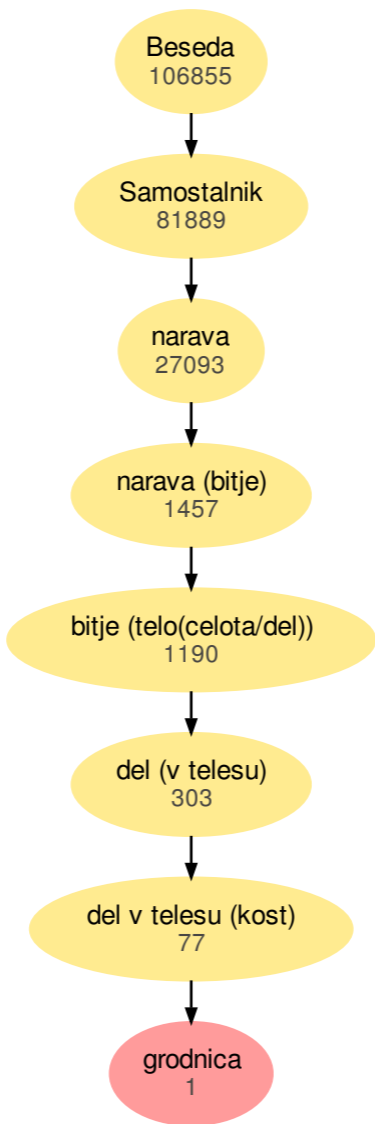 Beseda
106855
Samostalnik
81889
narava
27093
narava (bitje)
1457
bitje (telo(celota/del))
1190
del (v telesu)
303
del v telesu (kost)
77
grodnica
1